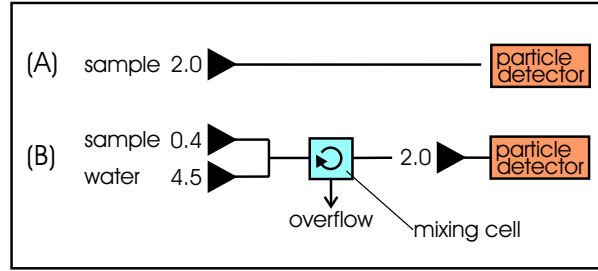 (A) sample 2.0 particle detector
(B) sample 0.4
water 4.5
2.0 particle detector
overflow
mixing cell